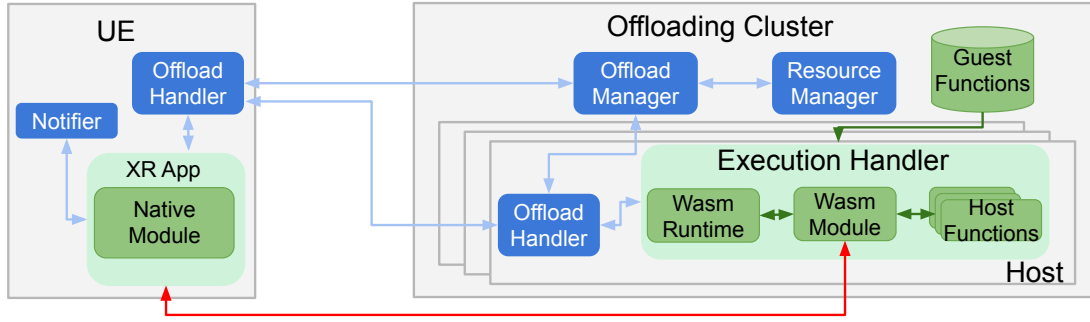 UE
Offload
Handler
Notifier
XR App
Native
Module
Offloading Cluster
Offload
Manager
Resource
Manager
Guest
Functions
Execution Handler
Offload
Handler
Wasm
Runtime
Wasm
Module
Host
Functions
Host